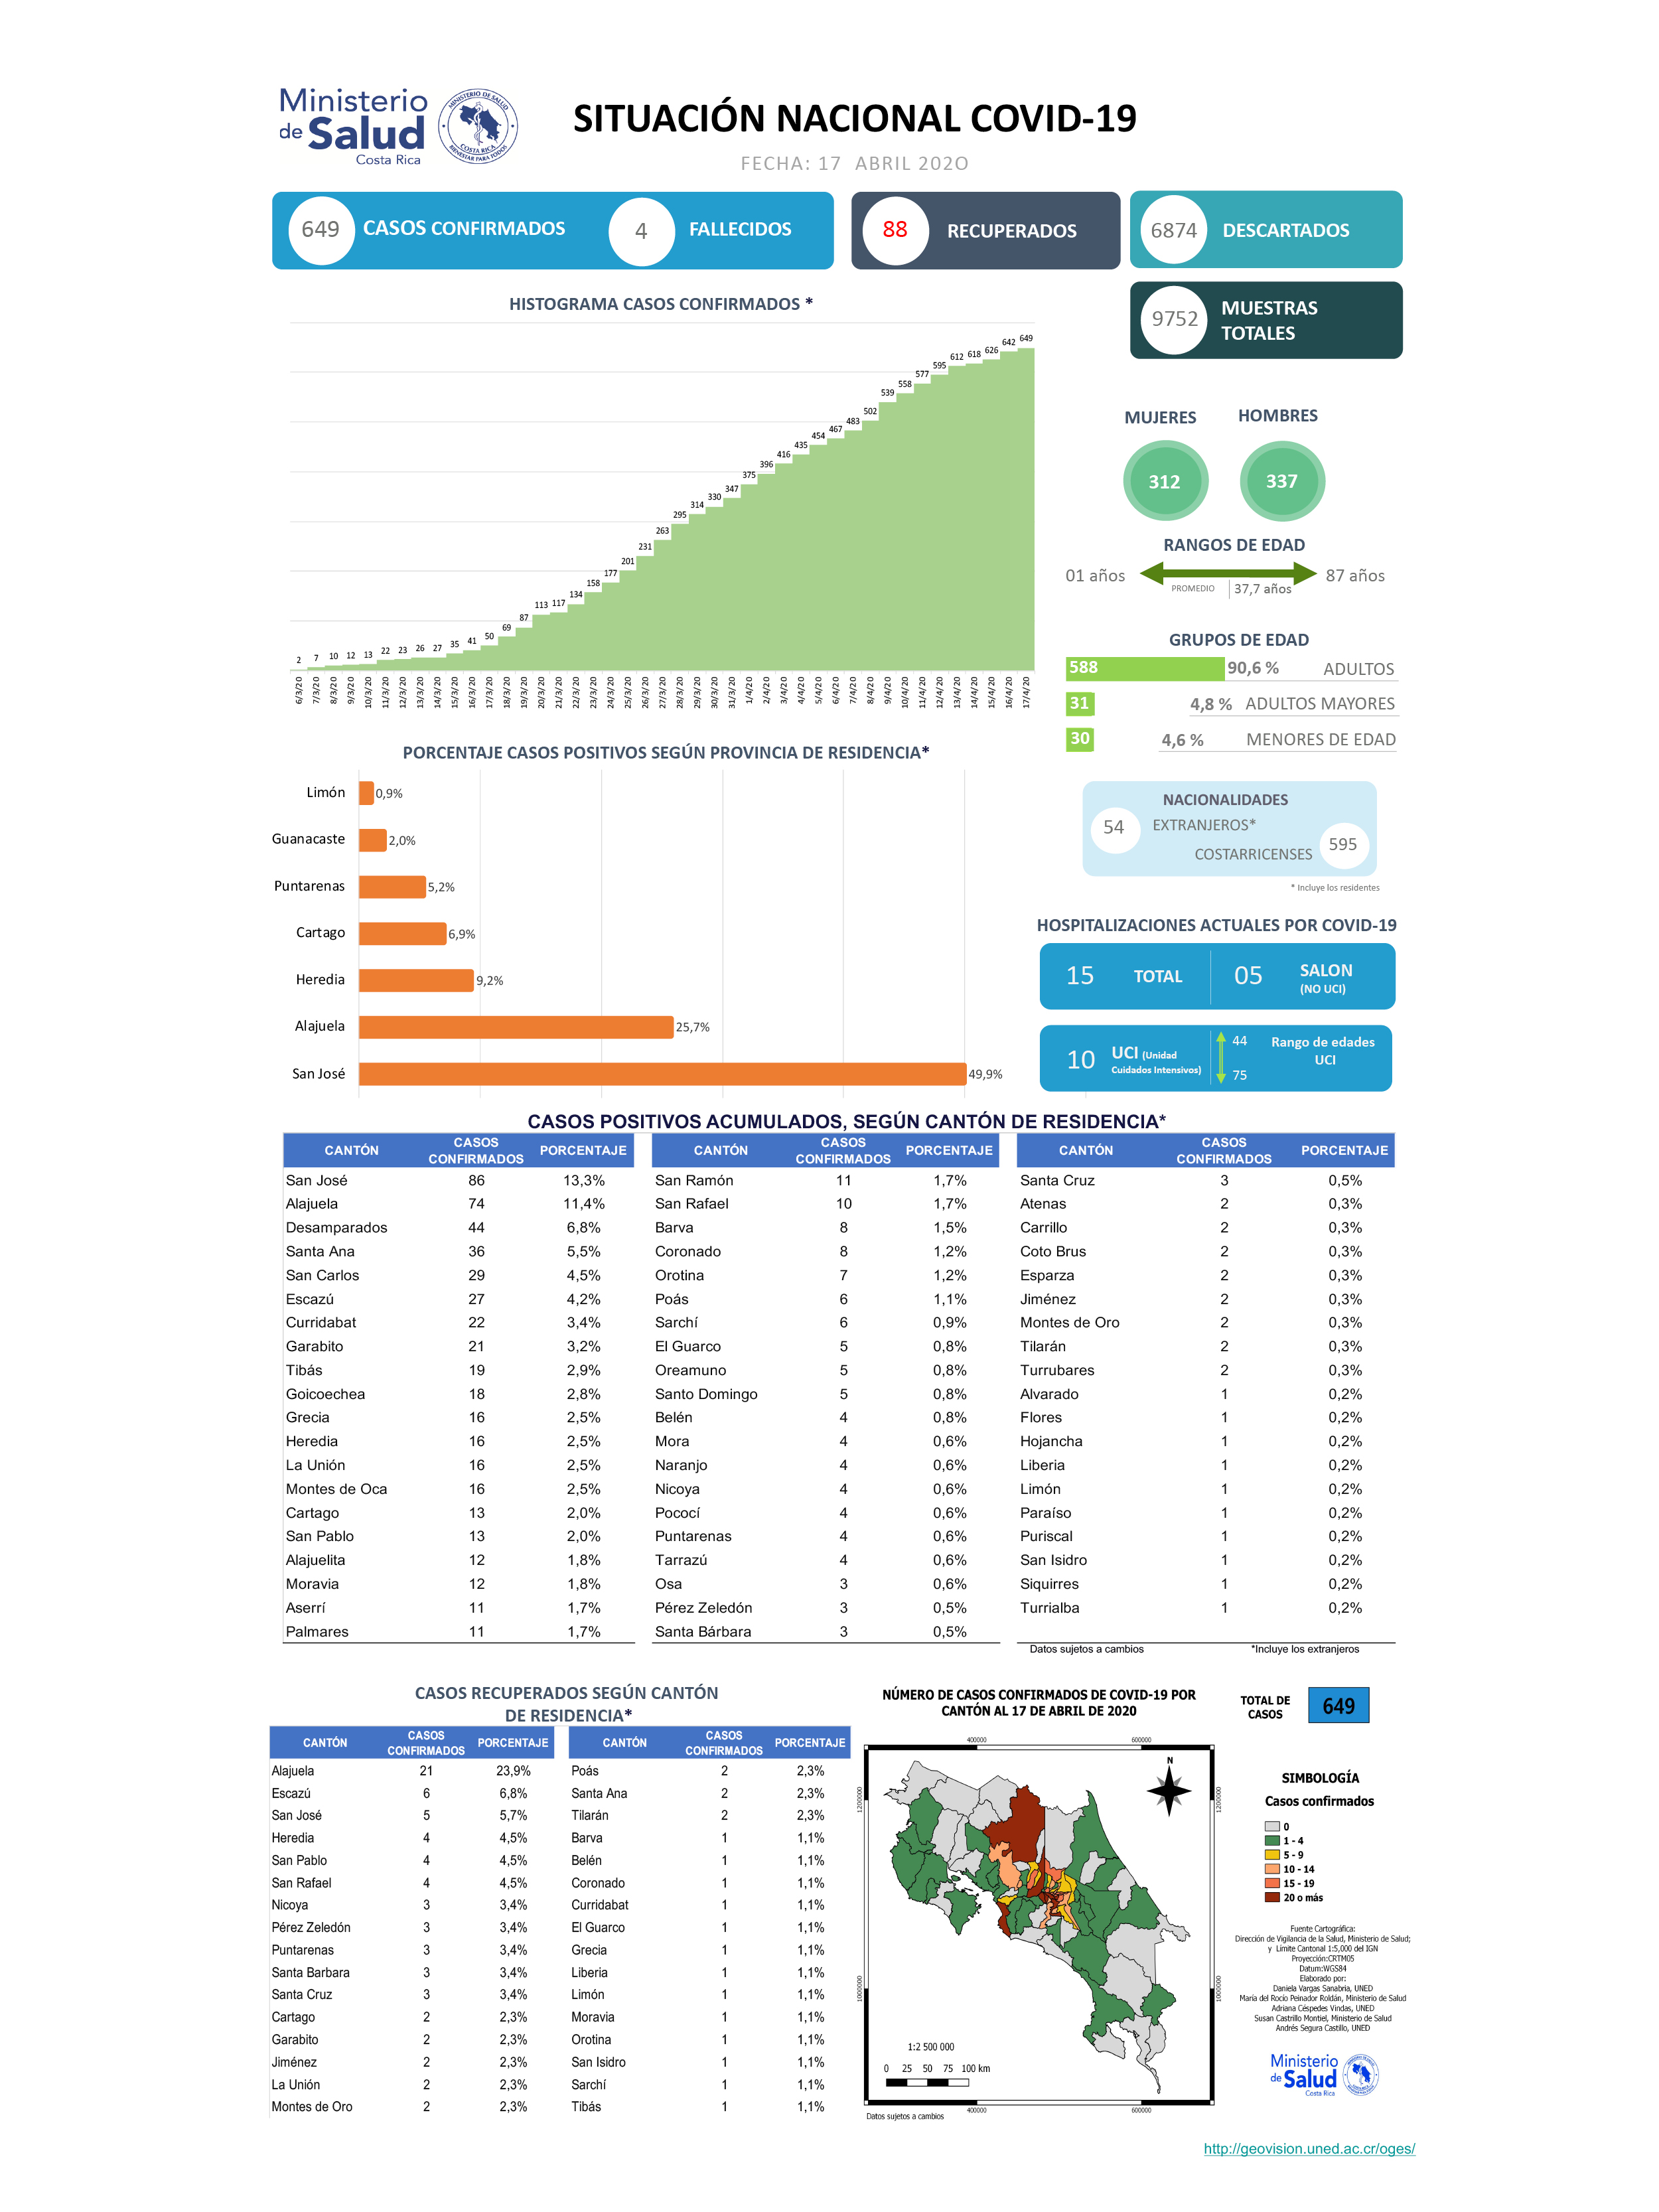 Ministerio
de Salud
Costa Rica
MINISTERIO DE SALUD
COSTA RICA
BIENESTAR PARA TODOS
SITUACIÓN NACIONAL COVID-19
FECHA: 17 ABRIL 202O
649 CASOS CONFIRMADOS 4 FALLECIDOS 88 RECUPERADOS 6874 DESCARTADOS
9752 MUESTRAS TOTALES
HISTOGRAMA CASOS CONFIRMADOS *
2 7 10 12 13 22 23 26 27 35 41 50 69 87 113 117 134 158 177 201 231 263 295 314 330 347 375 396 416 435 454 467 483 502 539 558 577 595 612 618 626 642 649
6/3/20 7/3/20 8/3/20 9/3/20 10/3/20 11/3/20 12/3/20 13/3/20 14/3/20 15/3/20 16/3/20 17/3/20 18/3/20 19/3/20 20/3/20 21/3/20 22/3/20 23/3/20 24/3/20 25/3/20 26/3/20 27/3/20 28/3/20 29/3/20 30/3/20 31/3/20 1/4/20 2/4/20 3/4/20 4/4/20 5/4/20 6/4/20 7/4/20 8/4/20 9/4/20 10/4/20 11/4/20 12/4/20 13/4/20 14/4/20 15/4/20 16/4/20 17/4/20
MUJERES HOMBRES
312 337
RANGOS DE EDAD
01 años 87 años
PROMEDIO 37,7 años
GRUPOS DE EDAD
588 90,6 % ADULTOS
31 4,8 % ADULTOS MAYORES
30 4,6 % MENORES DE EDAD
PORCENTAJE CASOS POSITIVOS SEGÚN PROVINCIA DE RESIDENCIA*
Limón 0,9%
Guanacaste 2,0%
Puntarenas 5,2%
Cartago 6,9%
Heredia 9,2%
Alajuela 25,7%
San José 49,9%
NACIONALIDADES
54 EXTRANJEROS*
COSTARRICENSES 595
* Incluye los residentes
HOSPITALIZACIONES ACTUALES POR COVID-19
15 TOTAL 05 SALON
(NO UCI)
10 UCI (Unidad
Cuidados Intensivos)
44
75
Rango de edades
UCI
CASOS POSITIVOS ACUMULADOS, SEGÚN CANTÓN DE RESIDENCIA*
CANTÓN CASOS CONFIRMADOS PORCENTAJE CANTÓN CASOS CONFIRMADOS PORCENTAJE CANTÓN CASOS CONFIRMADOS PORCENTAJE
San José 86 13,3% San Ramón 11 1,7% Santa Cruz 3 0,5%
Alajuela 74 11,4% San Rafael 10 1,7% Atenas 2 0,3%
Desamparados 44 6,8% Barva 8 1,5% Carrillo 2 0,3%
Santa Ana 36 5,5% Coronado 8 1,2% Coto Brus 2 0,3%
San Carlos 29 4,5% Orotina 7 1,2% Esparza 2 0,3%
Escazú 27 4,2% Poás 6 1,1% Jiménez 2 0,3%
Curridabat 22 3,4% Sarchí 6 0,9% Montes de Oro 2 0,3%
Garabito 21 3,2% El Guarco 5 0,8% Tilarán 2 0,3%
Tibás 19 2,9% Oreamuno 5 0,8% Turrubares 2 0,3%
Goicoechea 18 2,8% Santo Domingo 5 0,8% Alvarado 1 0,2%
Grecia 16 2,5% Belén 4 0,8% Flores 1 0,2%
Heredia 16 2,5% Mora 4 0,6% Hojancha 1 0,2%
La Unión 16 2,5% Naranjo 4 0,6% Liberia 1 0,2%
Montes de Oca 16 2,5% Nicoya 4 0,6% Limón 1 0,2%
Cartago 13 2,0% Pococí 4 0,6% Paraíso 1 0,2%
San Pablo 13 2,0% Puntarenas 4 0,6% Puriscal 1 0,2%
Alajuelita 12 1,8% Tarrazú 4 0,6% San Isidro 1 0,2%
Moravia 12 1,8% Osa 3 0,6% Siquirres 1 0,2%
Aserrí 11 1,7% Pérez Zeledón 3 0,5% Turrialba 1 0,2%
Palmares 11 1,7% Santa Bárbara 3 0,5%
Datos sujetos a cambios *Incluye los extranjeros
CASOS RECUPERADOS SEGÚN CANTÓN
DE RESIDENCIA*
CANTÓN CASOS CONFIRMADOS PORCENTAJE CANTÓN CASOS CONFIRMADOS PORCENTAJE
Alajuela 21 23,9% Poás 2 2,3%
Escazú 6 6,8% Santa Ana 2 2,3%
San José 5 5,7% Tilarán 2 2,3%
Heredia 4 4,5% Barva 1 1,1%
San Pablo 4 4,5% Belén 1 1,1%
San Rafael 4 4,5% Coronado 1 1,1%
Nicoya 3 3,4% Curridabat 1 1,1%
Pérez Zeledón 3 3,4% El Guarco 1 1,1%
Puntarenas 3 3,4% Grecia 1 1,1%
Santa Barbara 3 3,4% Liberia 1 1,1%
Santa Cruz 3 3,4% Limón 1 1,1%
Cartago 2 2,3% Moravia 1 1,1%
Garabito 2 2,3% Orotina 1 1,1%
Jiménez 2 2,3% San Isidro 1 1,1%
La Unión 2 2,3% Sarchí 1 1,1%
Montes de Oro 2 2,3% Tibás 1 1,1%
NÚMERO DE CASOS CONFIRMADOS DE COVID-19 POR
CANTÓN AL 17 DE ABRIL DE 2020
TOTAL DE
CASOS
649
400000 600000
1200000 1200000
N
1000000 1000000
1:2 500 000
0 25 50 75 100 km
400000 600000
Datos sujetos a cambios
SIMBOLOGÍA
Casos confirmados
0
1 - 4
5 - 9
10 - 14
15 - 19
20 o más
Fuente Cartográfica:
Dirección de Vigilancia de la Salud, Ministerio de Salud;
y Límite Cantonal 1:5,000 del IGN
Proyección:CRTM05
Datum:WGS84
Elaborado por:
Daniela Vargas Sanabria, UNED
María del Rocío Peinador Roldán, Ministerio de Salud
Adriana Céspedes Vindas, UNED
Susan Castrillo Montiel, Ministerio de Salud
Andrés Segura Castillo, UNED
Ministerio
de Salud
Costa Rica
http://geovision.uned.ac.cr/oges/